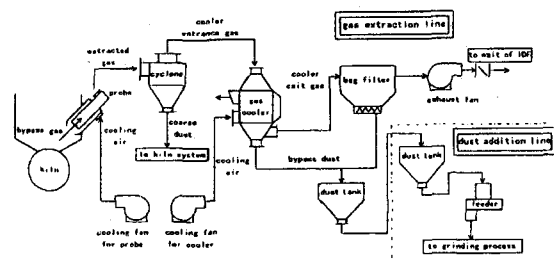 gas extraction line
cooler
entrance gas
extracted
gas
cyclone
probe
bypass gas
cooling
air
kiln
coarse
dust
to kiln system
cooling fan
for probe
cooling fan
for cooler
cooling
air
gas
cooler
cooler
exit gas
bag filter
exhaust fan
to exit of IDF
bypass dust
dust tank
dust addition line
dust
tank
feeder
to grinding process